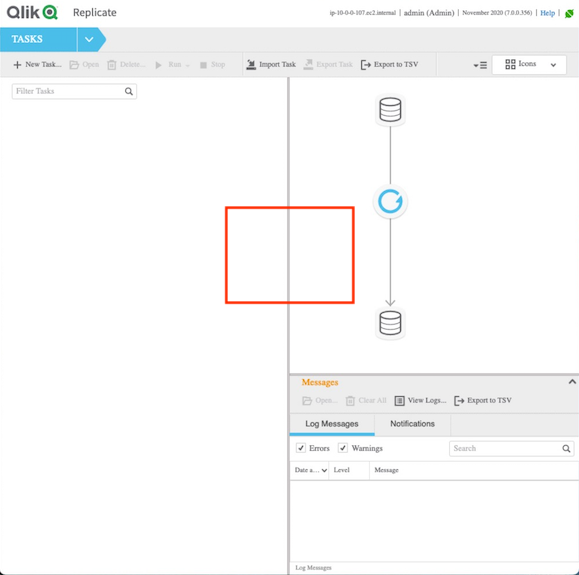 Qlik Replicate ip-10-0-0-107.ec2.internal | admin (Admin) | November 2020 (7.0.0.356) | Help |
TASKS
New Task... Open Delete... Run Stop Import Task Export Task Export to TSV Icons
Filter Tasks
Messages
Open... Clear All View Logs... Export to TSV
Log Messages Notifications
Errors Warnings Search
Date a... Level Message
Log Messages